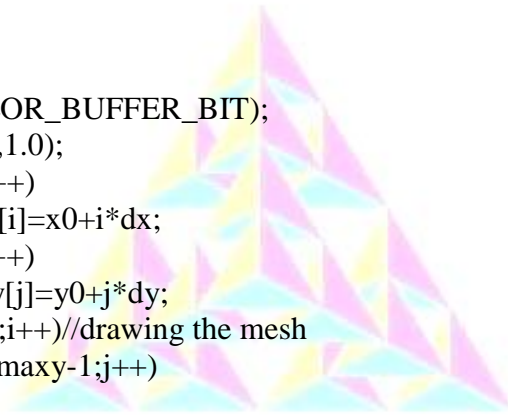 OR_BUFFER_BIT);
,1.0);
++)
[i]=x0+i*dx;
++)
y[j]=y0+j*dy;
;i++)//drawing the mesh
maxy-1;j++)